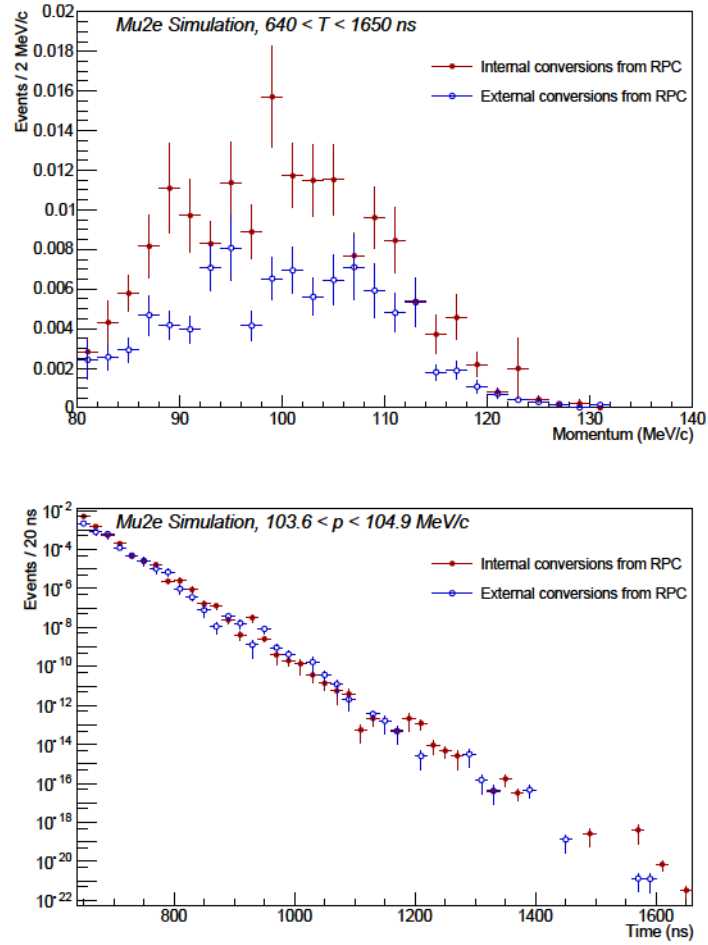 Mu2e Simulation, 640 < T < 1650 ns
Internal conversions from RPC
External conversions from RPC
Events / 2 MeV/c
0.02
0.018
0.016
0.014
0.012
0.01
0.008
0.006
0.004
0.002
0
80 90 100 110 120 130 140
Momentum (MeV/c)
Mu2e Simulation, 103.6 < p < 104.9 MeV/c
Internal conversions from RPC
External conversions from RPC
Events / 20 ns
10⁻²
10⁻⁴
10⁻⁶
10⁻⁸
10⁻¹⁰
10⁻¹²
10⁻¹⁴
10⁻¹⁶
10⁻¹⁸
10⁻²⁰
10⁻²²
800 1000 1200 1400 1600
Time (ns)